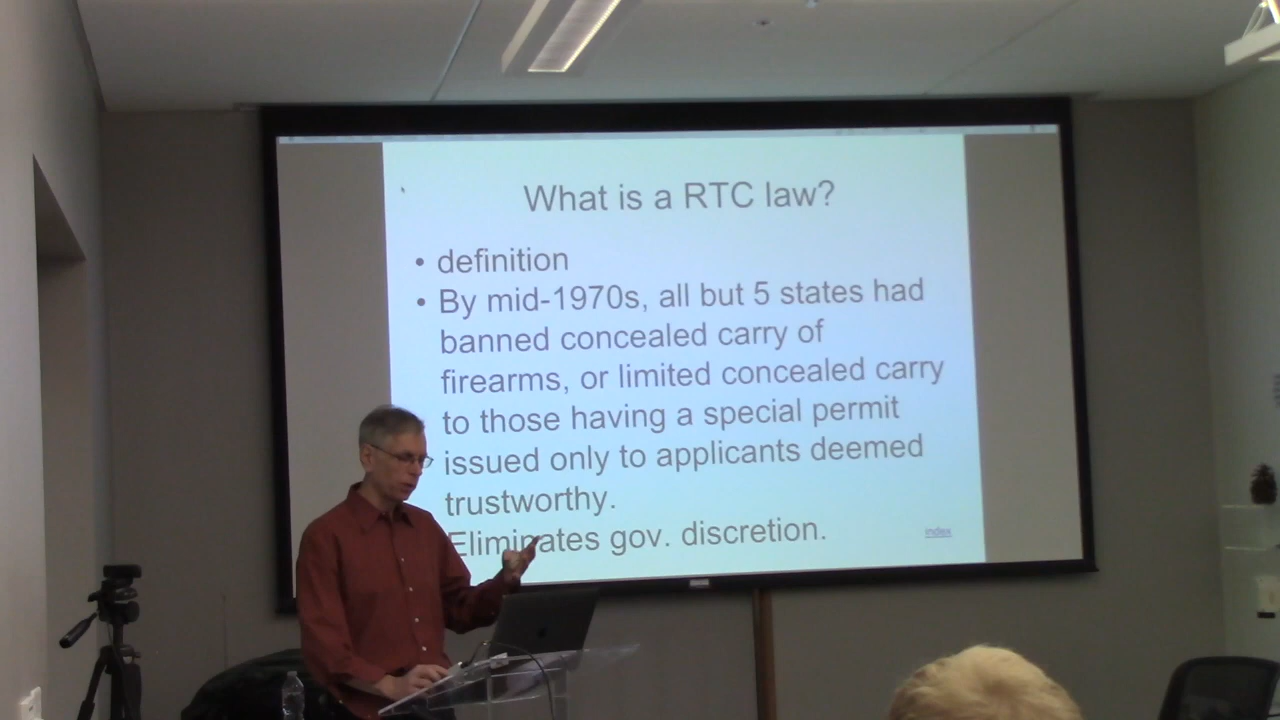 What is a RTC law?
• definition
• By mid-1970s, all but 5 states had
banned concealed carry of
firearms, or limited concealed carry
to those having a special permit
issued only to applicants deemed
trustworthy.
Eliminates gov. discretion.
index